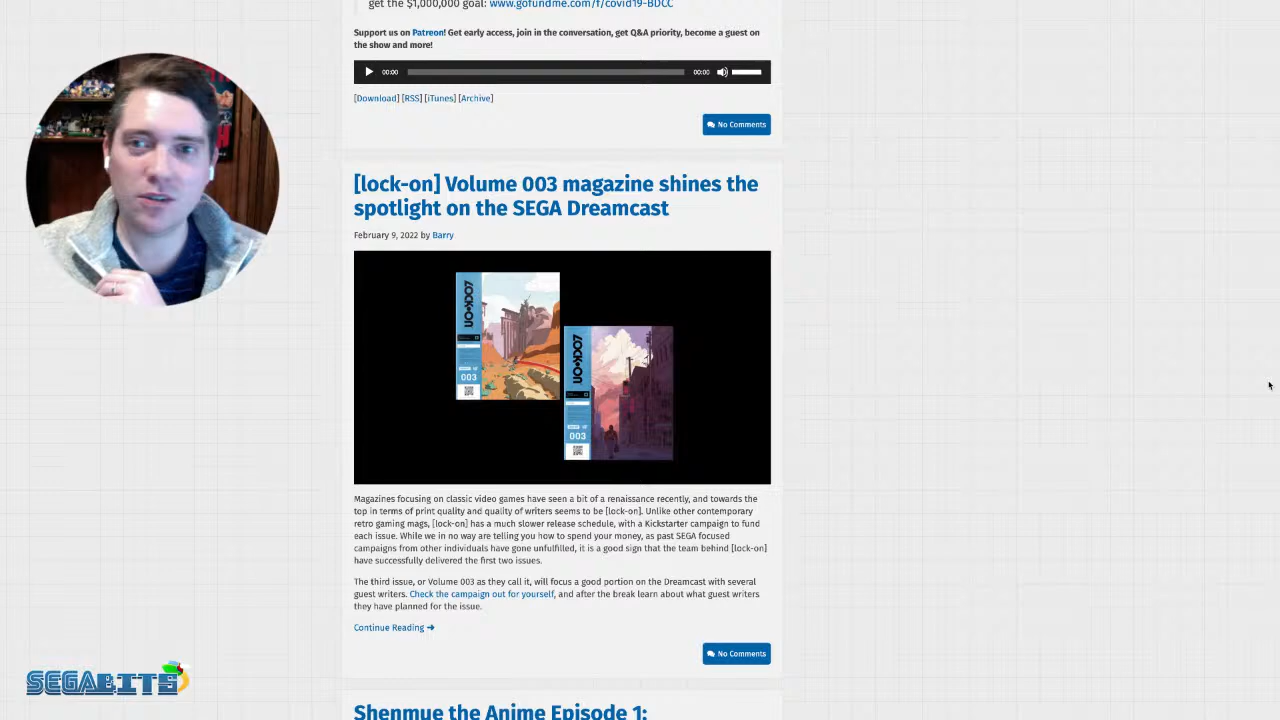 get the $1,000,000 goal: www.gofundme.com/f/covid19-BDCC
Support us on Patreon! Get early access, join in the conversation, get Q&A priority, become a guest on
the show and more!
00:00
00:00
[Download] [RSS] [iTunes] [Archive]
No Comments
[lock-on] Volume 003 magazine shines the
spotlight on the SEGA Dreamcast
February 9, 2022 by Barry
003
003
Magazines focusing on classic video games have seen a bit of a renaissance recently, and towards the
top in terms of print quality and quality of writers seems to be [lock-on]. Unlike other contemporary
retro gaming mags, [lock-on] has a much slower release schedule, with a Kickstarter campaign to fund
each issue. While we in no way are telling you how to spend your money, as past SEGA focused
campaigns from other individuals have gone unfulfilled, it is a good sign that the team behind [lock-on]
have successfully delivered the first two issues.
The third issue, or Volume 003 as they call it, will focus a good portion on the Dreamcast with several
guest writers. Check the campaign out for yourself, and after the break learn about what guest writers
they have planned for the issue.
Continue Reading ➜
No Comments
SEGABITS
Shenmue the Anime Episode 1: